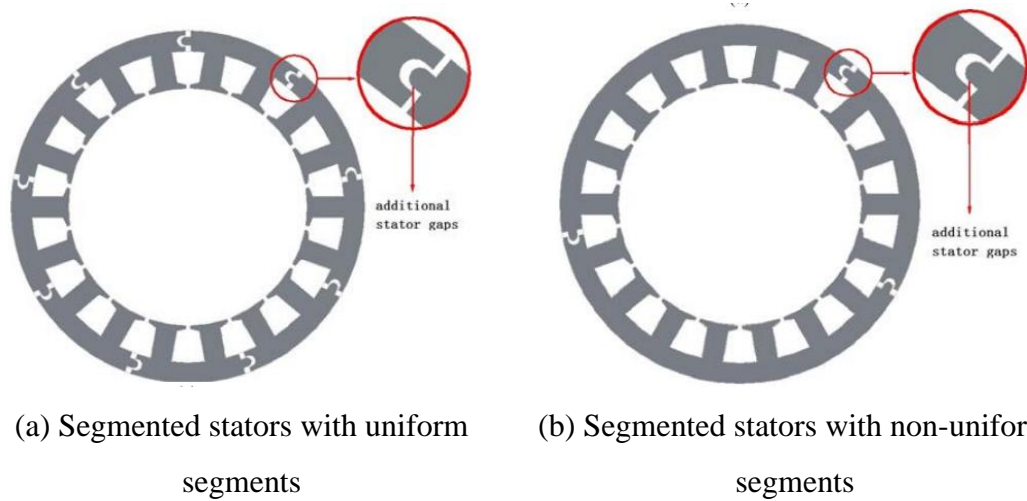 additional
stator gaps
additional
stator gaps
(a) Segmented stators with uniform
segments
(b) Segmented stators with non-unifor
segments